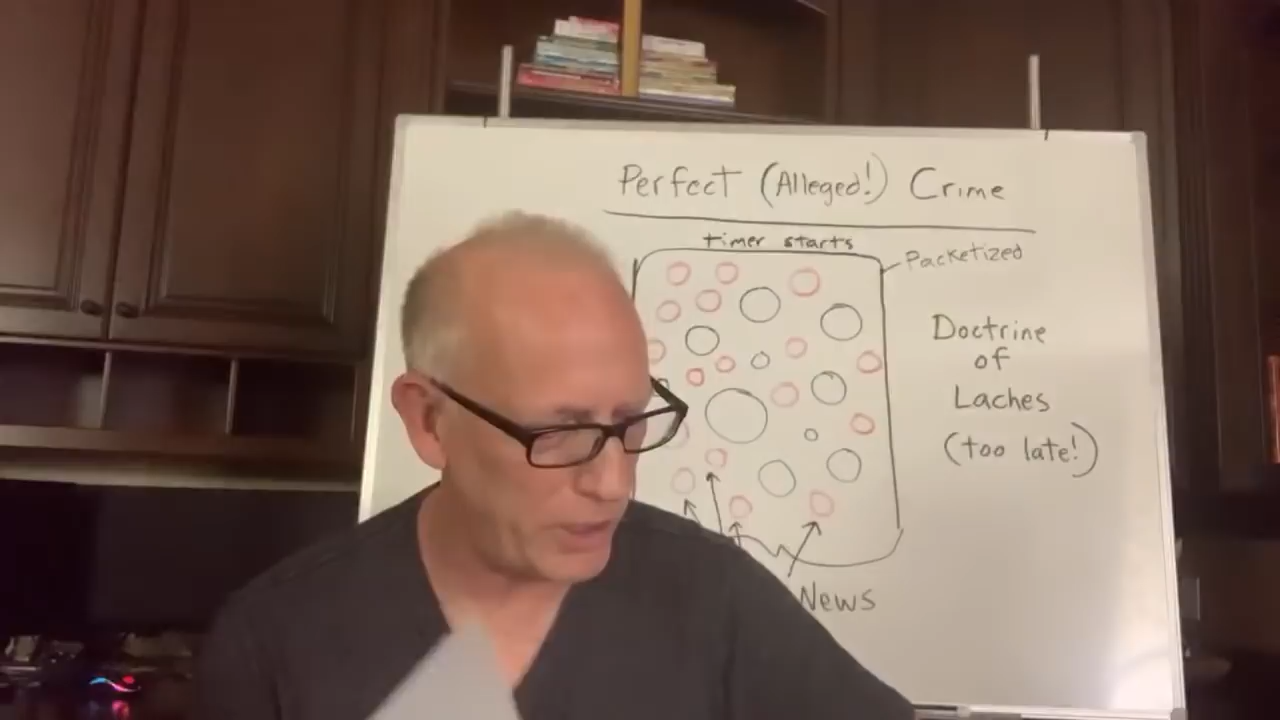 Perfect (Alleged!) Crime
timer starts
Packetized
Doctrine
of
Laches
(too late!)
News